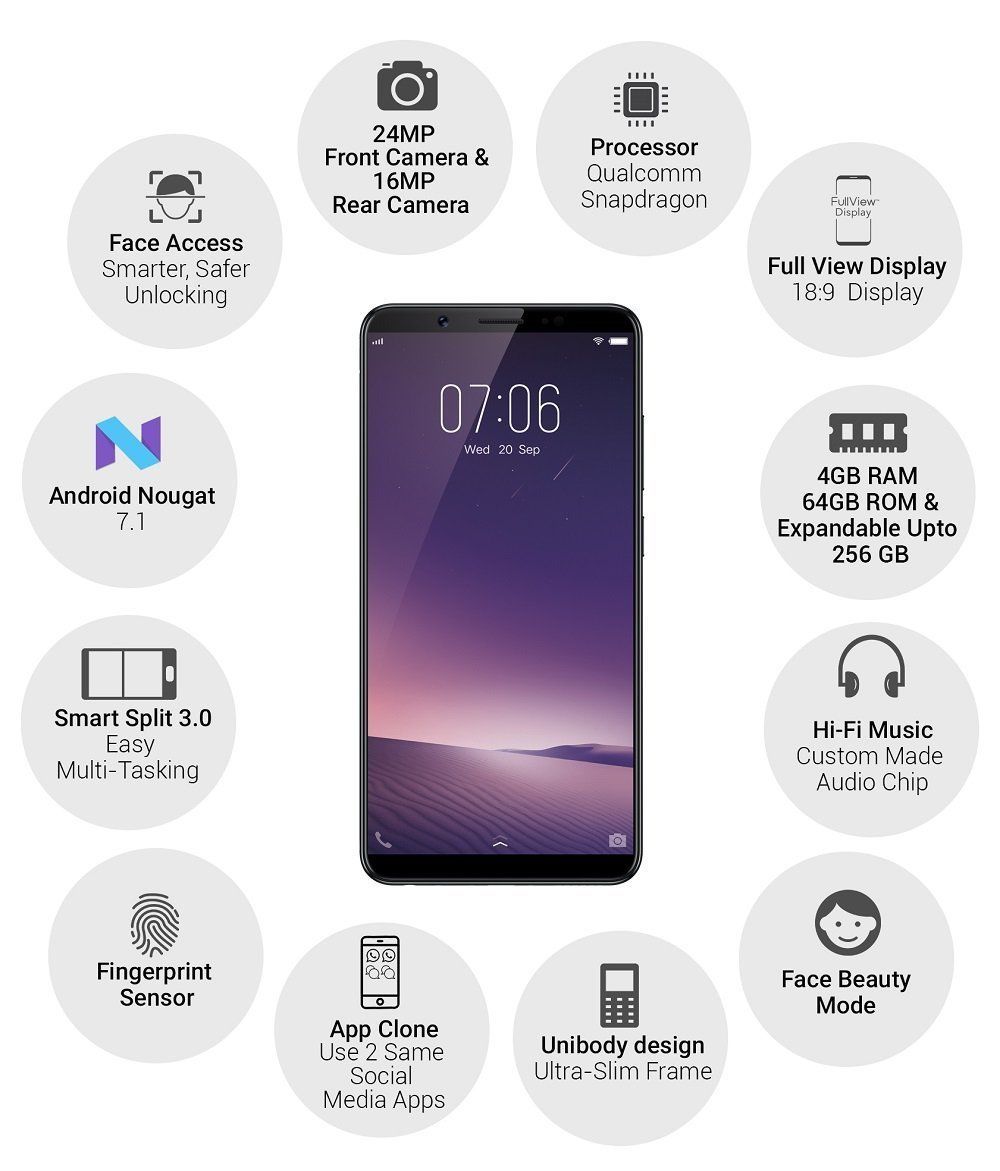 24MP
Front Camera &
16MP
Rear Camera
Processor
Qualcomm
Snapdragon
Face Access
Smarter, Safer
Unlocking
FullView™
Display
Full View Display
18:9 Display
07:06
Wed 20 Sep
Android Nougat
7.1
4GB RAM
64GB ROM &
Expandable Upto
256 GB
Smart Split 3.0
Easy
Multi-Tasking
Hi-Fi Music
Custom Made
Audio Chip
Fingerprint
Sensor
App Clone
Use 2 Same
Social
Media Apps
Unibody design
Ultra-Slim Frame
Face Beauty
Mode